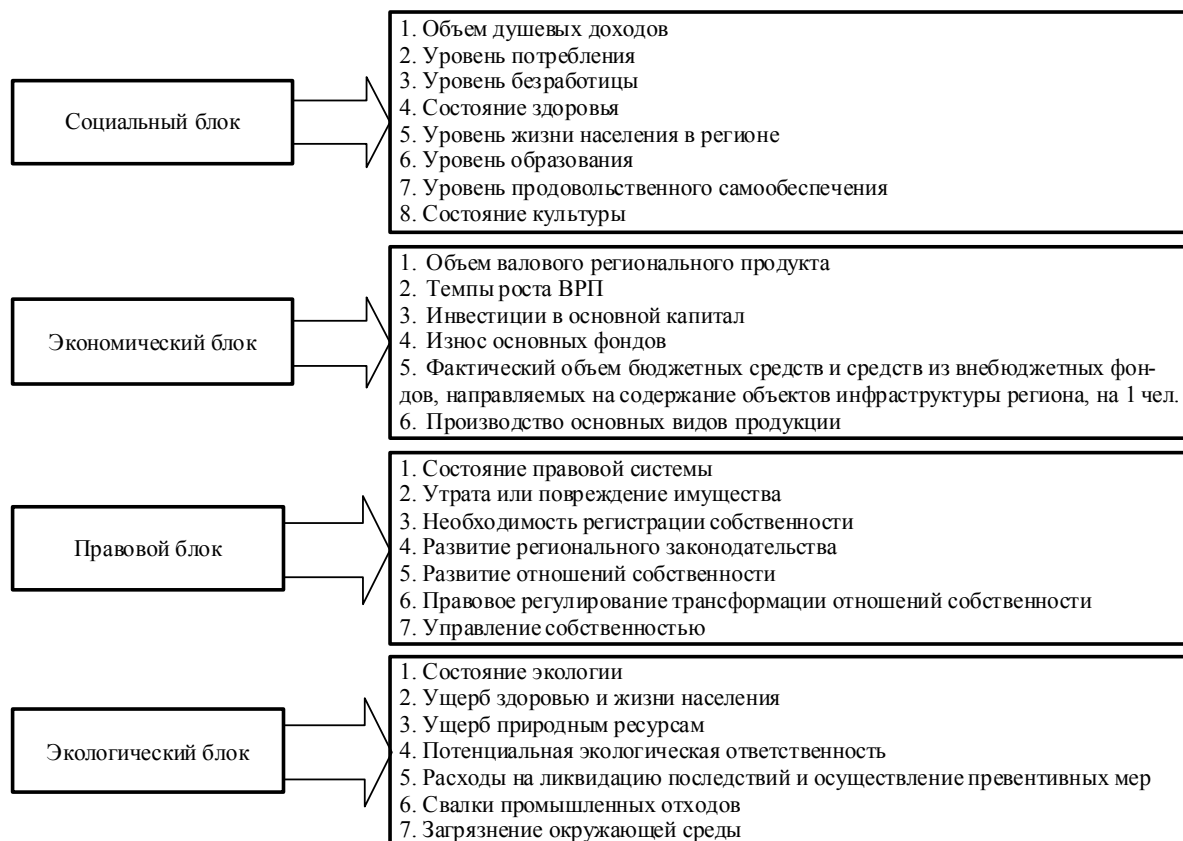 Социальный блок
1. Объем душевых доходов
2. Уровень потребления
3. Уровень безработицы
4. Состояние здоровья
5. Уровень жизни населения в регионе
6. Уровень образования
7. Уровень продовольственного самообеспечения
8. Состояние культуры
Экономический блок
1. Объем валового регионального продукта
2. Темпы роста ВРП
3. Инвестиции в основной капитал
4. Износ основных фондов
5. Фактический объем бюджетных средств и средств из внебюджетных фон-
дов, направляемых на содержание объектов инфраструктуры региона, на 1 чел.
6. Производство основных видов продукции
Правовой блок
1. Состояние правовой системы
2. Утрата или повреждение имущества
3. Необходимость регистрации собственности
4. Развитие регионального законодательства
5. Развитие отношений собственности
6. Правовое регулирование трансформации отношений собственности
7. Управление собственностью
Экологический блок
1. Состояние экологии
2. Ущерб здоровью и жизни населения
3. Ущерб природным ресурсам
4. Потенциальная экологическая ответственность
5. Расходы на ликвидацию последствий и осуществление превентивных мер
6. Свалки промышленных отходов
7. Загрязнение окружающей среды